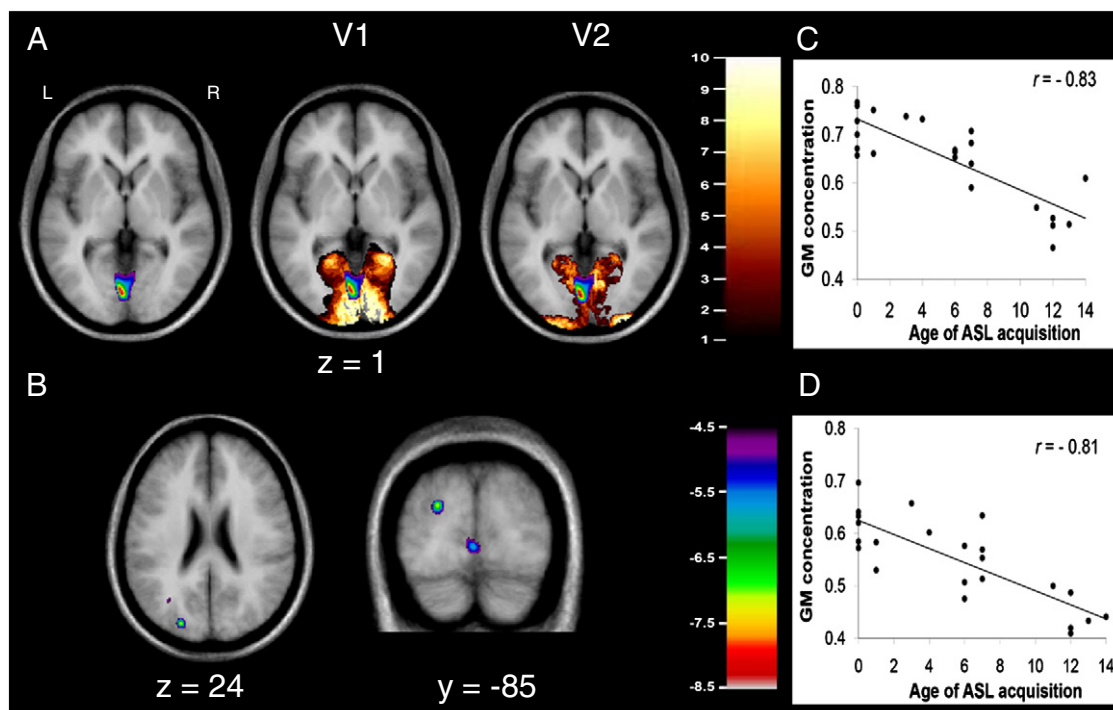 A
V1
V2
L
R
10
9
8
7
6
5
4
3
2
1
z = 1
C
r = - 0.83
GM concentration
0.8
0.7
0.6
0.5
0.4
0 2 4 6 8 10 12 14
Age of ASL acquisition
B
z = 24
y = -85
-4.5
-5.5
-6.5
-7.5
-8.5
D
r = - 0.81
GM concentration
0.8
0.7
0.6
0.5
0.4
0 2 4 6 8 10 12 14
Age of ASL acquisition